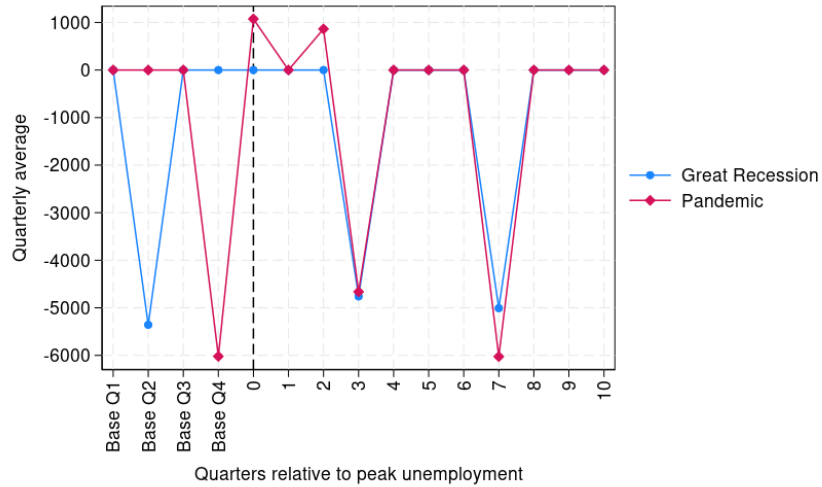 1000
0
-1000
-2000
-3000
-4000
-5000
-6000
Quarterly average
Base Q1
Base Q2
Base Q3
Base Q4
0
1
2
3
4
5
6
7
8
9
10
Quarters relative to peak unemployment
Great Recession
Pandemic